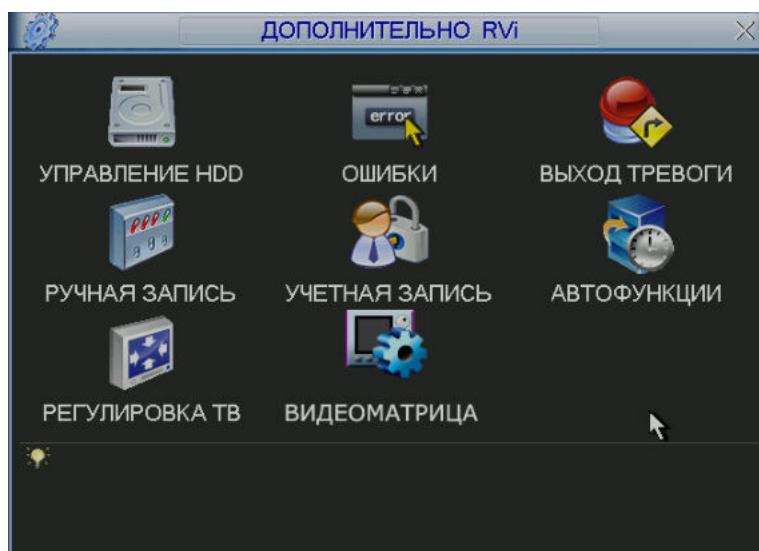 ДОПОЛНИТЕЛЬНО RVi
УПРАВЛЕНИЕ HDD
ОШИБКИ
error
ВЫХОД ТРЕВОГИ
РУЧНАЯ ЗАПИСЬ
УЧЕТНАЯ ЗАПИСЬ
АВТОФУНКЦИИ
РЕГУЛИРОВКА ТВ
ВИДЕОМАТРИЦА